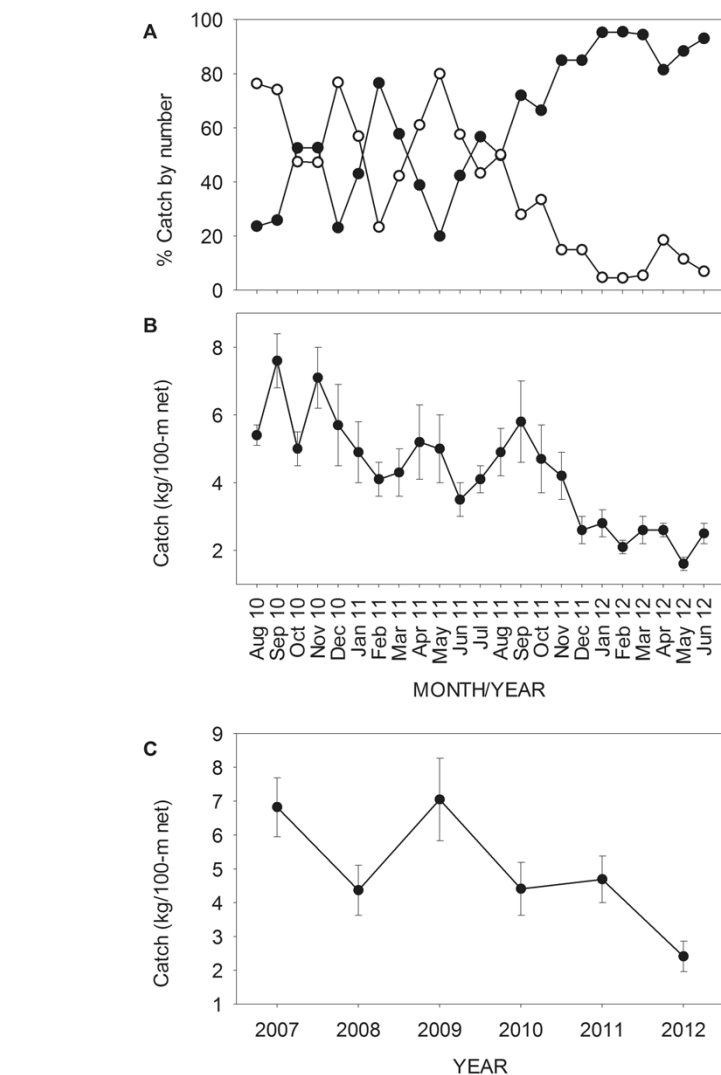 A
% Catch by number
100
80
60
40
20
0
B
Catch (kg/100-m net)
8
6
4
2
Aug 10
Sep 10
Oct 10
Nov 10
Dec 10
Jan 11
Feb 11
Mar 11
Apr 11
May 11
Jun 11
Jul 11
Aug 11
Sep 11
Oct 11
Nov 11
Dec 11
Jan 12
Feb 12
Mar 12
Apr 12
May 12
Jun 12
MONTH/YEAR
C
Catch (kg/100-m net)
9
8
7
6
5
4
3
2
1
2007 2008 2009 2010 2011 2012
YEAR